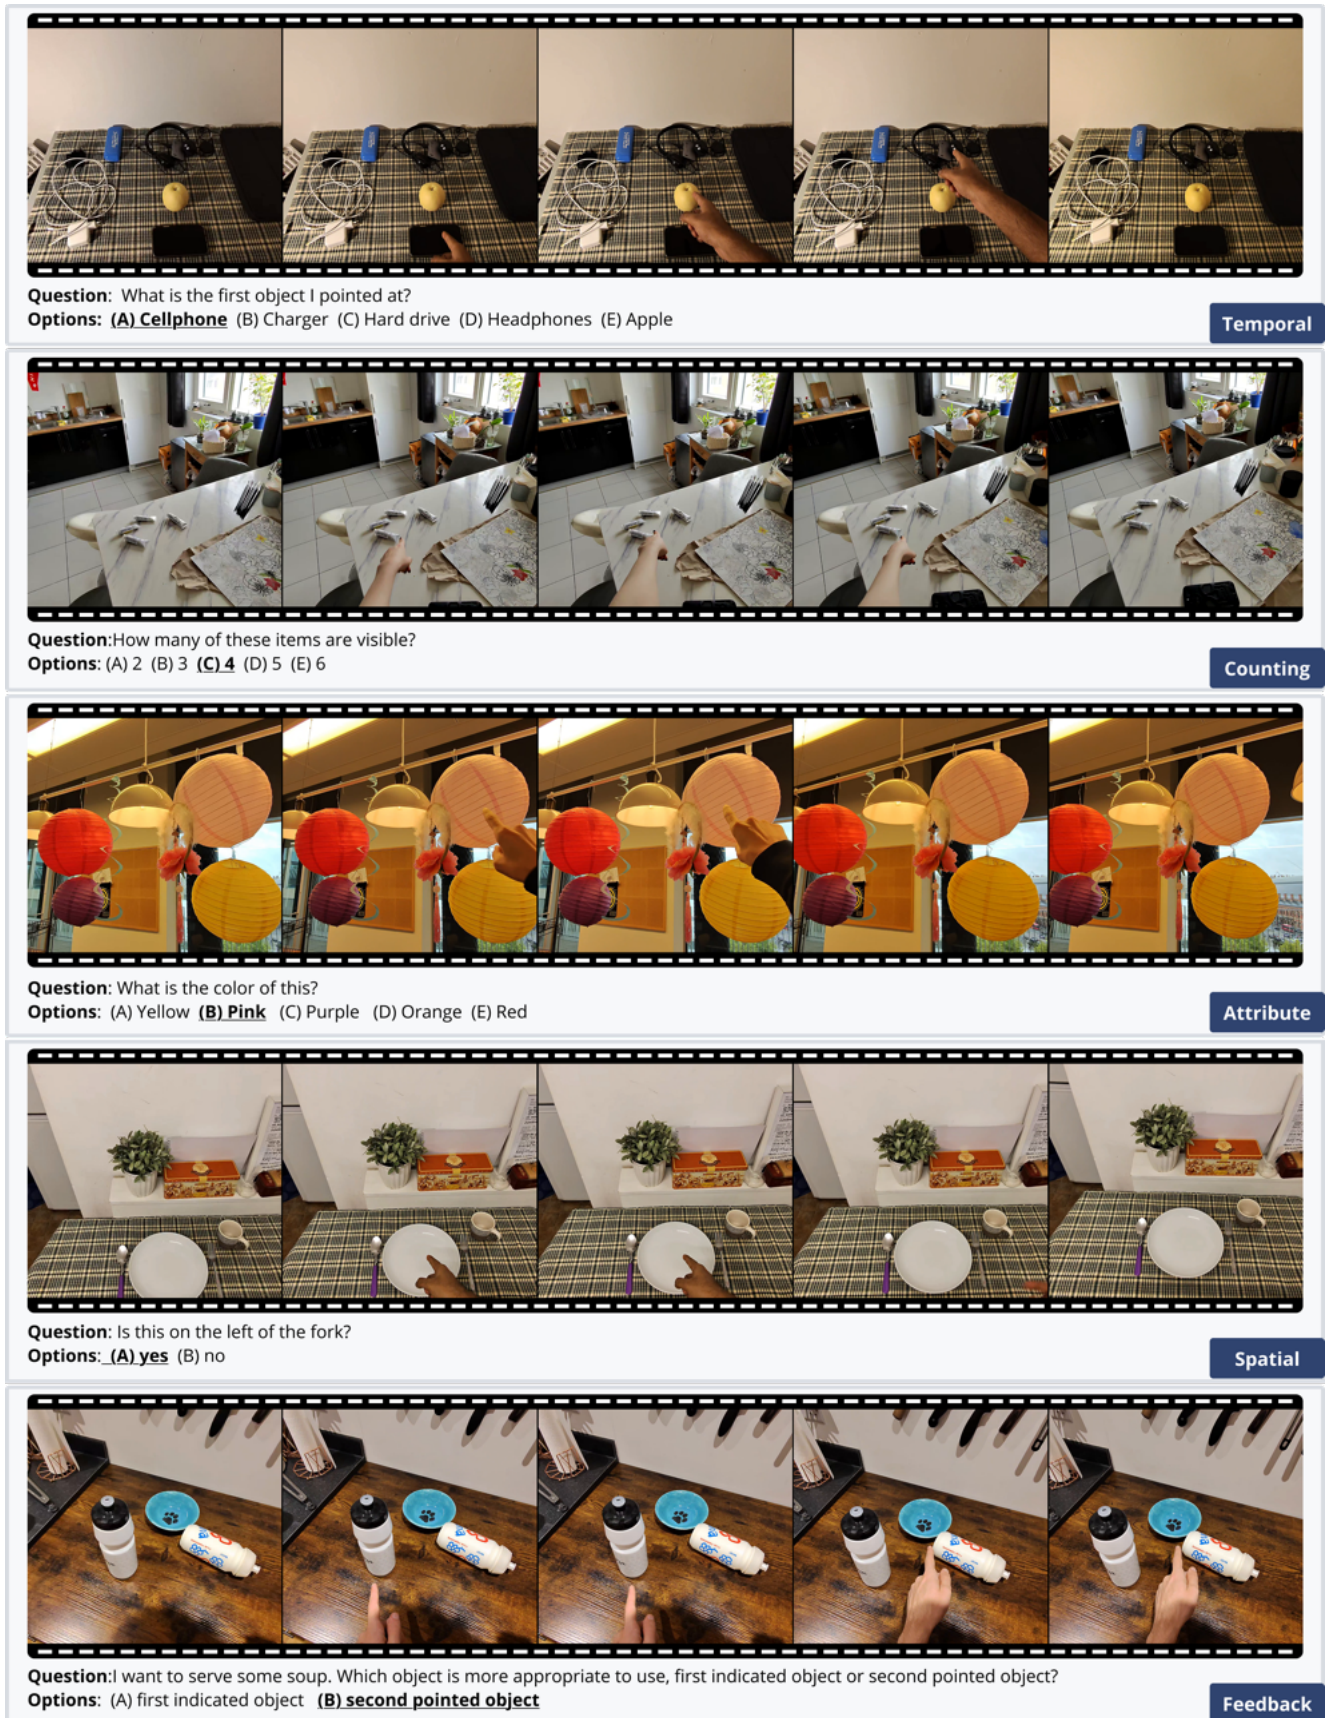 Question: What is the first object I pointed at?
Options: (A) Cellphone (B) Charger (C) Hard drive (D) Headphones (E) Apple
Temporal
Question:How many of these items are visible?
Options: (A) 2 (B) 3 (C) 4 (D) 5 (E) 6
Counting
Question: What is the color of this?
Options: (A) Yellow (B) Pink (C) Purple (D) Orange (E) Red
Attribute
Question: Is this on the left of the fork?
Options: (A) yes (B) no
Spatial
Question:I want to serve some soup. Which object is more appropriate to use, first indicated object or second pointed object?
Options: (A) first indicated object (B) second pointed object
Feedback